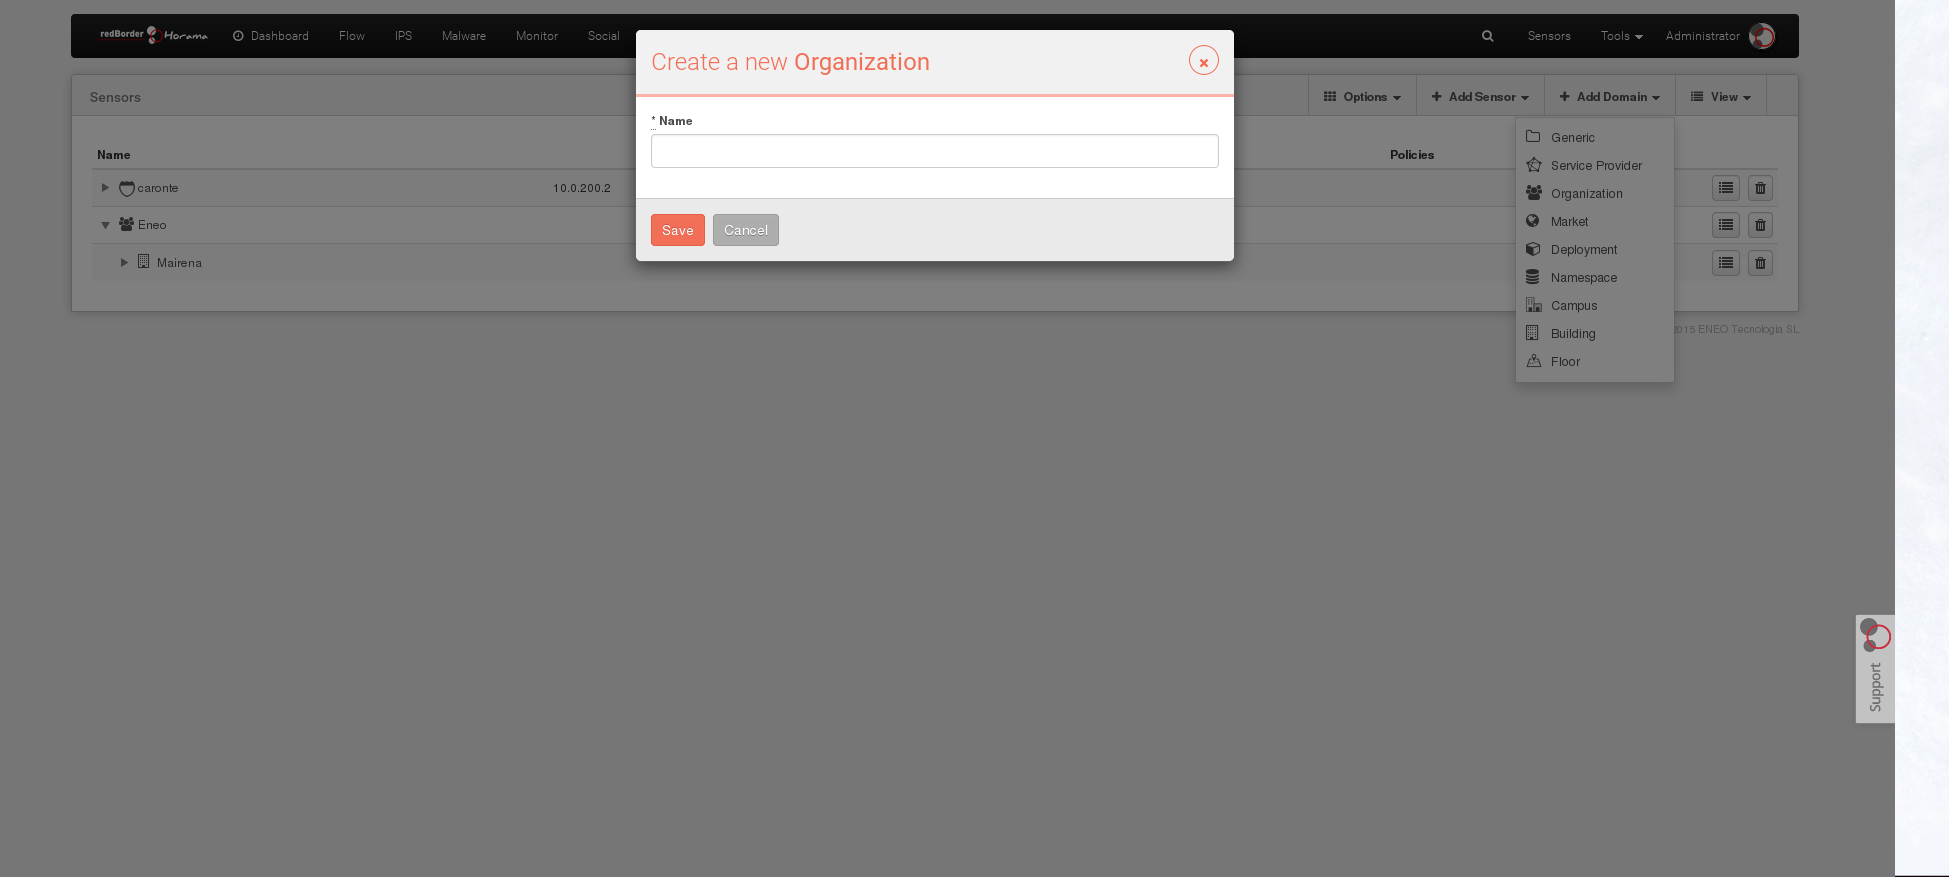 redBorder Horama Dashboard Flow IPS Malware Monitor Social Sensors Tools Administrator
Create a new Organization
* Name
Save Cancel
Sensors Options Add Sensor Add Domain View
Name Policies
caronte 10.0.200.2
Eneo
Mairena
Generic
Service Provider
Organization
Market
Deployment
Namespace
Campus
Building
Floor
2015 ENEO Tecnologia SL
Support